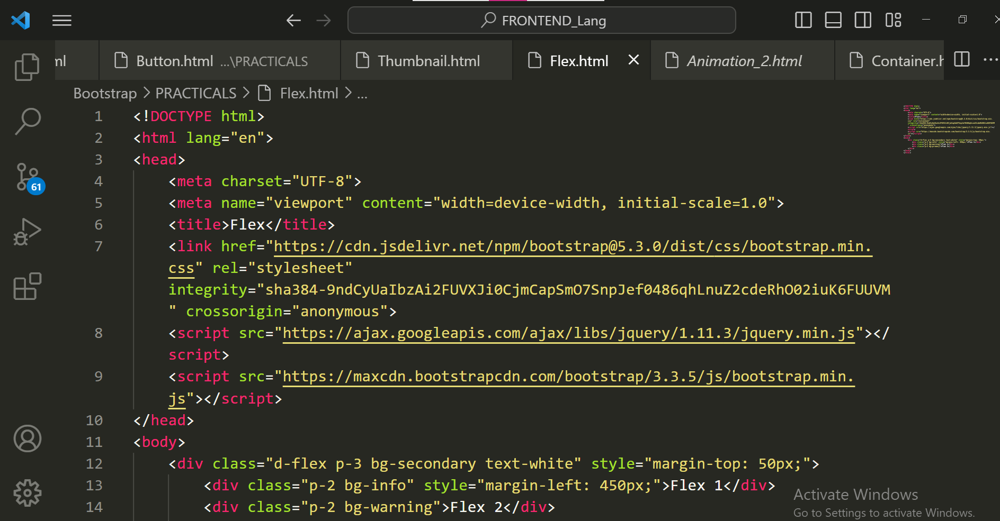 FRONTEND_Lang
ml Button.html ...\PRACTICALS Thumbnail.html Flex.html Animation_2.html Container.h
Bootstrap > PRACTICALS > Flex.html > ...
1 <!DOCTYPE html>
2 <html lang="en">
3 <head>
4 <meta charset="UTF-8">
5 <meta name="viewport" content="width=device-width, initial-scale=1.0">
6 <title>Flex</title>
7 <link href="https://cdn.jsdelivr.net/npm/bootstrap@5.3.0/dist/css/bootstrap.min.
css" rel="stylesheet"
integrity="sha384-9ndCyUaIbzAi2FUVXJi0CjmCapSmO7SnpJef0486qhLnuZ2cdeRhO02iuK6FUUVM
" crossorigin="anonymous">
8 <script src="https://ajax.googleapis.com/ajax/libs/jquery/1.11.3/jquery.min.js"></
script>
9 <script src="https://maxcdn.bootstrapcdn.com/bootstrap/3.3.5/js/bootstrap.min.
js"></script>
10 </head>
11 <body>
12 <div class="d-flex p-3 bg-secondary text-white" style="margin-top: 50px;">
13 <div class="p-2 bg-info" style="margin-left: 450px;">Flex 1</div>
14 <div class="p-2 bg-warning">Flex 2</div>
61
Activate Windows
Go to Settings to activate Windows.